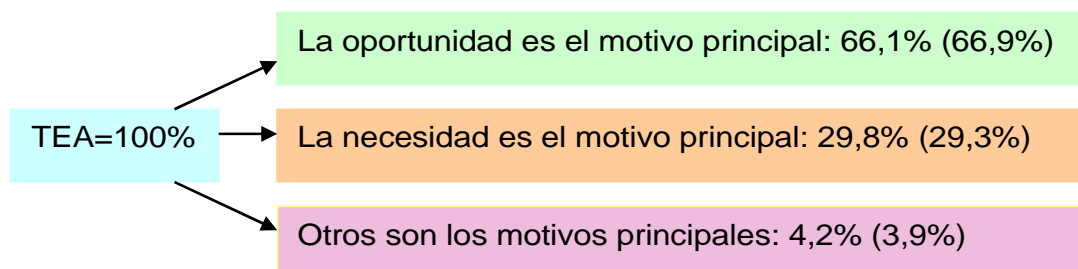 La oportunidad es el motivo principal: 66,1% (66,9%)
TEA=100%
La necesidad es el motivo principal: 29,8% (29,3%)
Otros son los motivos principales: 4,2% (3,9%)